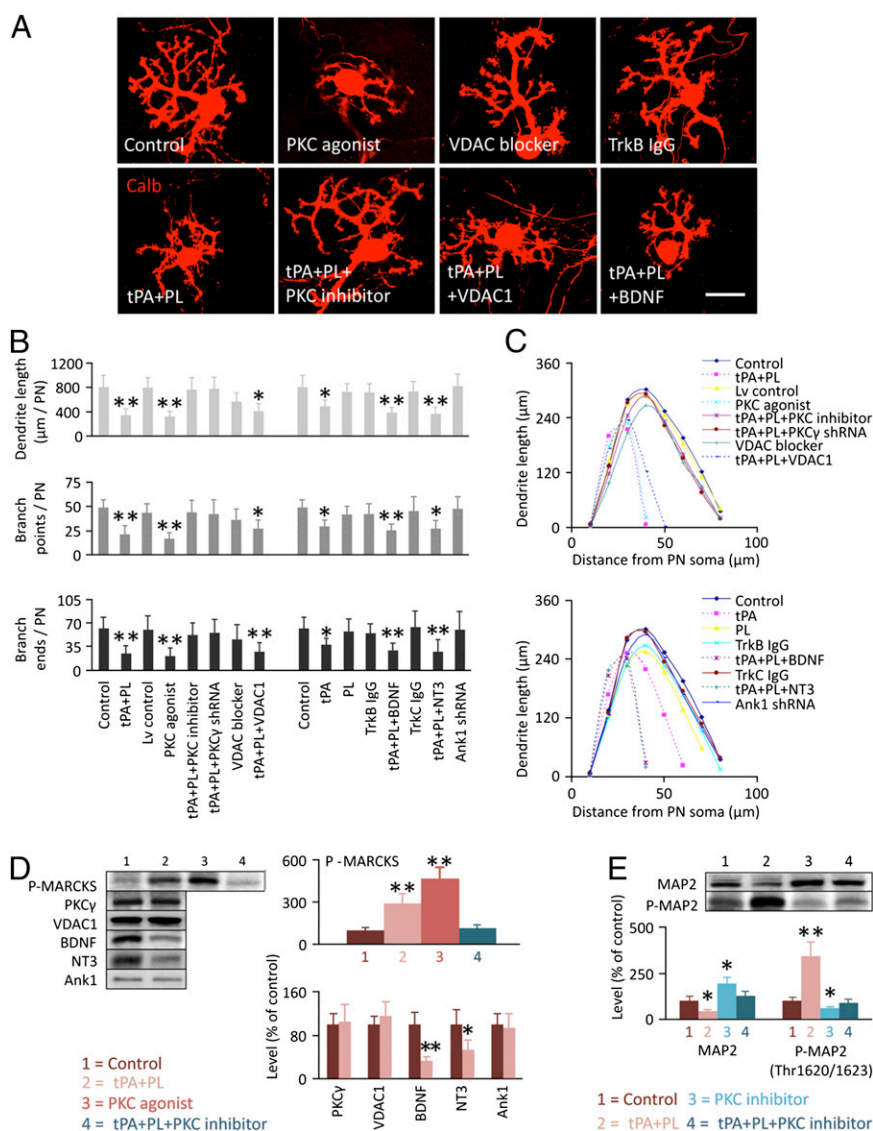 A
Control
PKC agonist
VDAC blocker
TrkB IgG
Calb
tPA+PL
tPA+PL+
PKC inhibitor
tPA+PL
+VDAC1
tPA+PL
+BDNF
B
Dendrite length
(µm / PN)
1200
800
400
0
** ** * * ** **
Branch
points / PN
75
50
25
0
** ** * * ** *
Branch
ends / PN
105
70
35
0
** ** ** * ** **
Control
tPA+PL
Lv control
PKC agonist
tPA+PL+PKC inhibitor
tPA+PL+PKCγ shRNA
VDAC blocker
tPA+PL+VDAC1
Control
tPA
PL
TrkB IgG
tPA+PL+BDNF
TrkC IgG
tPA+PL+NT3
Ank1 shRNA
C
Dendrite length (µm)
360
240
120
0
0 50 100
Distance from PN soma (µm)
Control
tPA+PL
Lv control
PKC agonist
tPA+PL+PKC inhibitor
tPA+PL+PKCγ shRNA
VDAC blocker
tPA+PL+VDAC1
Dendrite length (µm)
360
240
120
0
0 50 100
Distance from PN soma (µm)
Control
tPA
PL
TrkB IgG
tPA+PL+BDNF
TrkC IgG
tPA+PL+NT3
Ank1 shRNA
D
1 2 3 4
P-MARCKS
PKCγ
VDAC1
BDNF
NT3
Ank1
P -MARCKS
600
300
0
** **
1 2 3 4
Level (% of control)
160
120
80
40
0
** *
PKCγ
VDAC1
BDNF
NT3
Ank1
1 = Control
2 = tPA+PL
3 = PKC agonist
4 = tPA+PL+PKC inhibitor
E
1 2 3 4
MAP2
P-MAP2
Level (% of control)
500
250
0
* * ** *
1 2 3 4 1 2 3 4
MAP2 P-MAP2
(Thr1620/1623)
1 = Control 3 = PKC inhibitor
2 = tPA+PL 4 = tPA+PL+PKC inhibitor